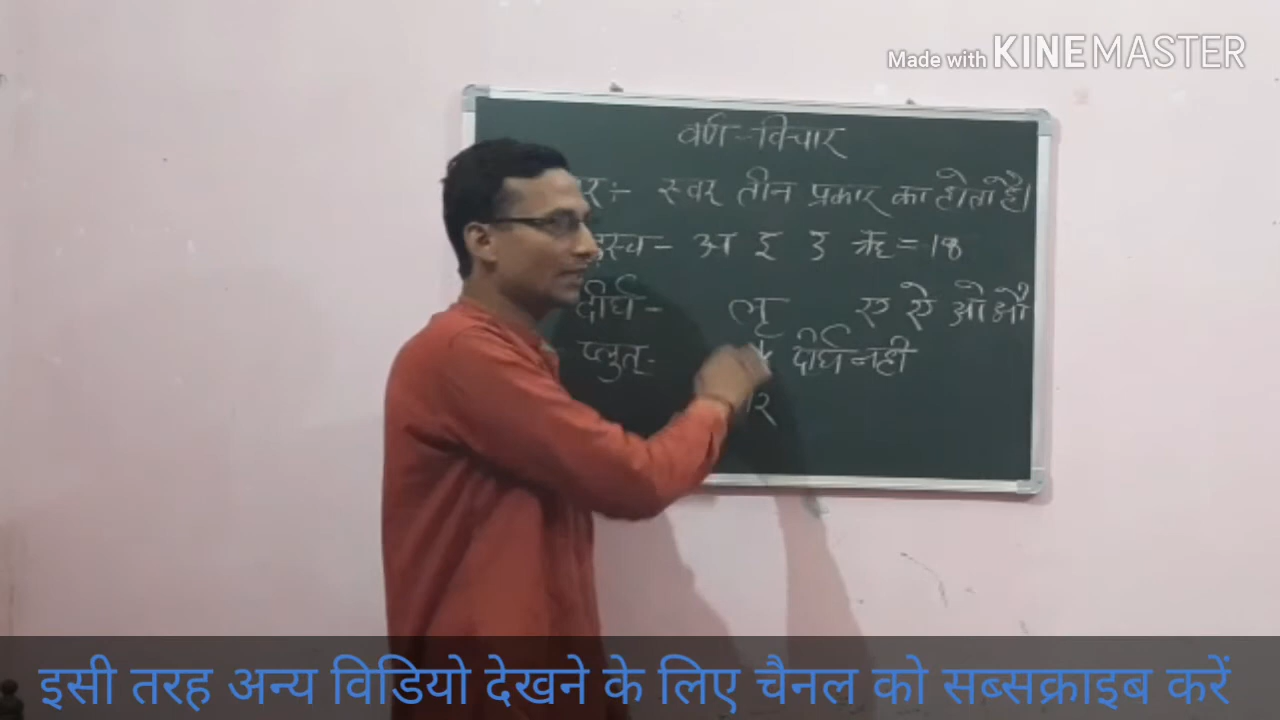 Made with KINEMASTER
वर्ण-विचार
स्वर तीन प्रकार का होता है।
अ इ उ ऋ = 18
दीर्घ - लृ ए ऐ ओ औ
प्लुत- दीर्घ नही
इसी तरह अन्य विडियो देखने के लिए चैनल को सब्सक्राइब करें